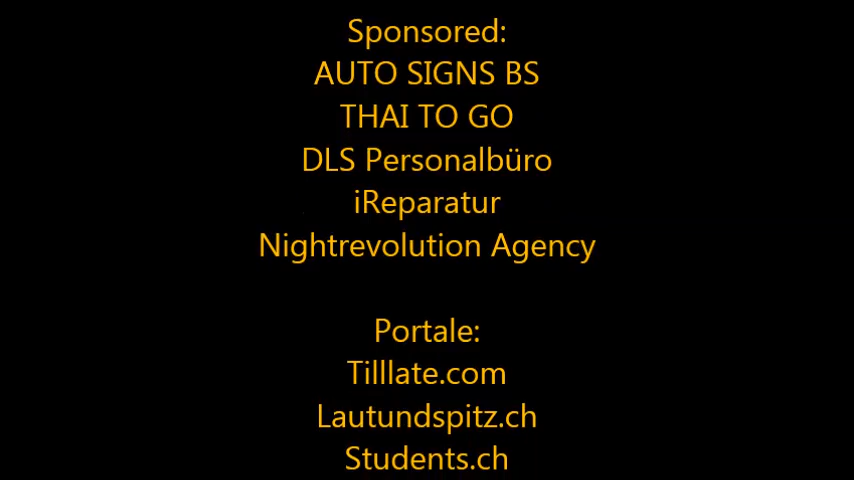 Sponsored:
AUTO SIGNS BS
THAI TO GO
DLS Personalbüro
iReparatur
Nightrevolution Agency
Portale:
Tilllate.com
Lautundspitz.ch
Students.ch